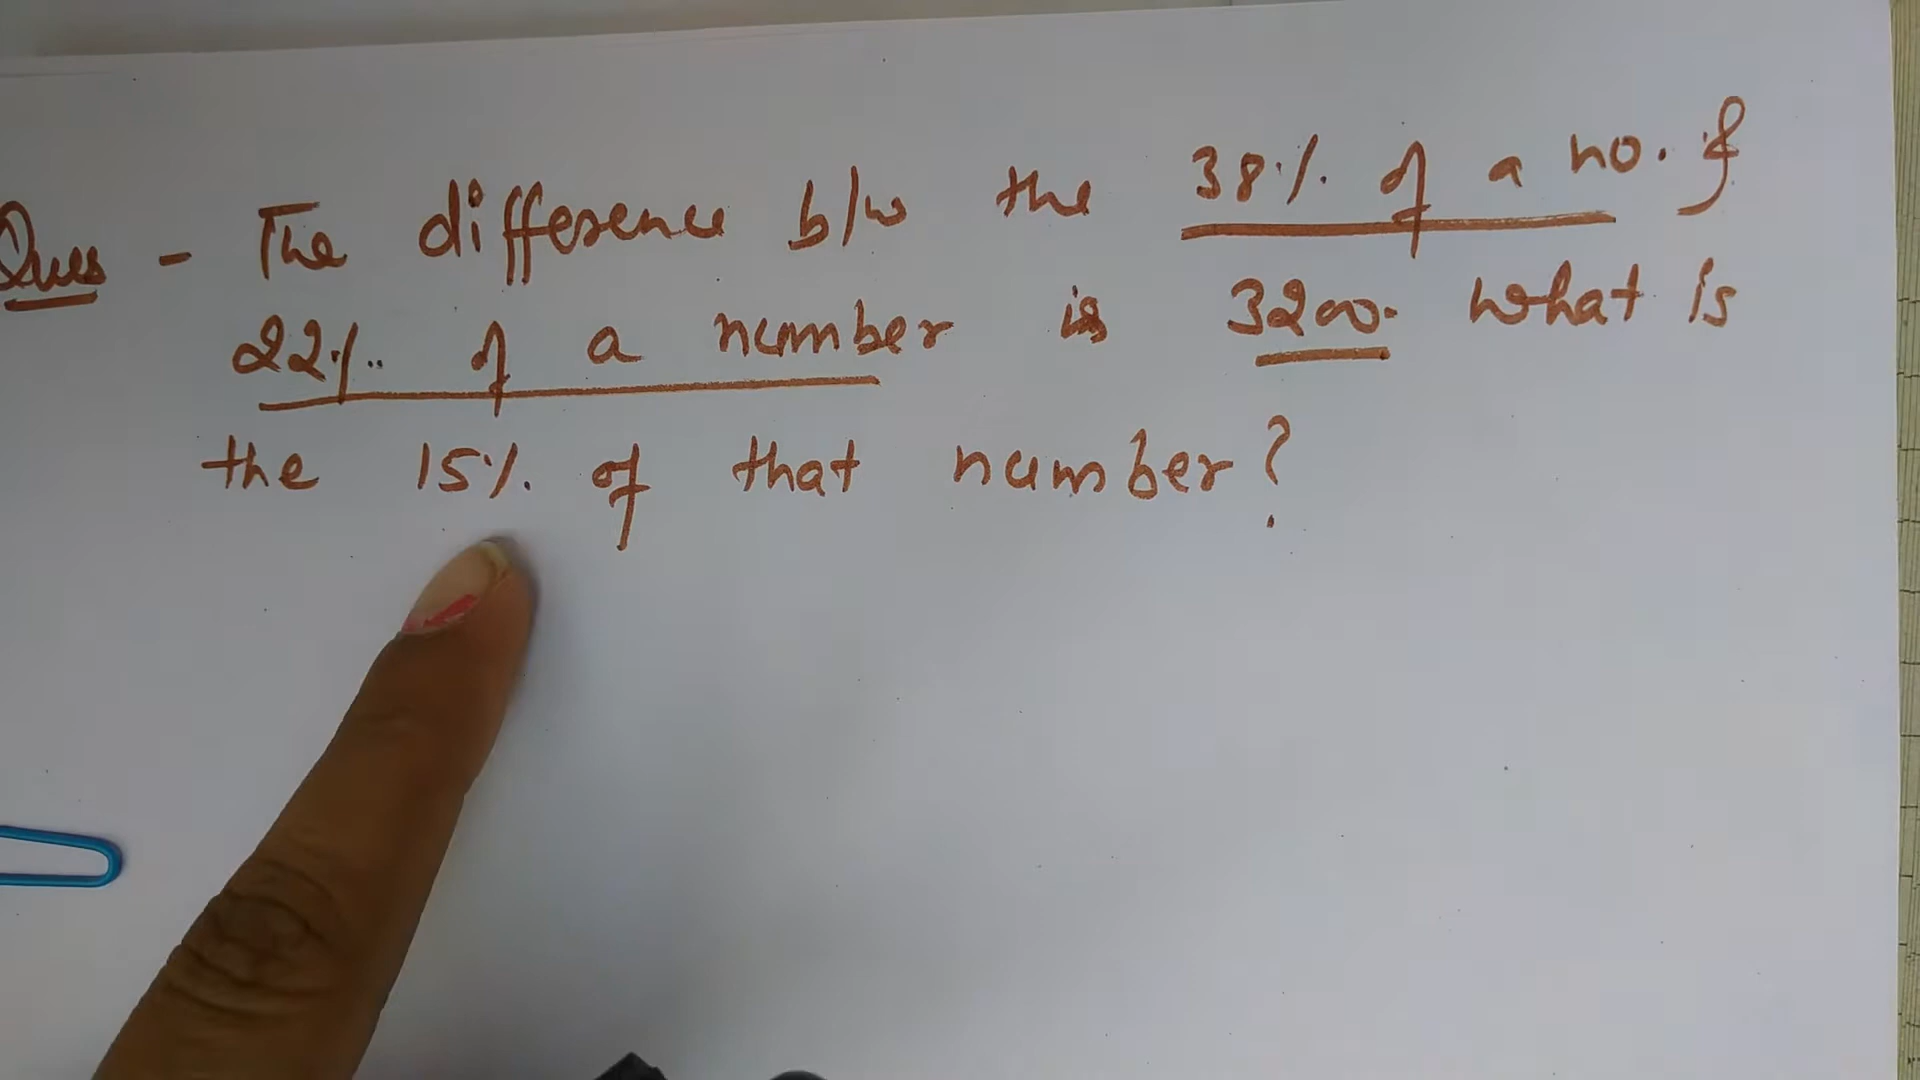 Ques - The difference b/w the 38% of a no. &
22% of a number is 3200. what is
the 15% of that number?